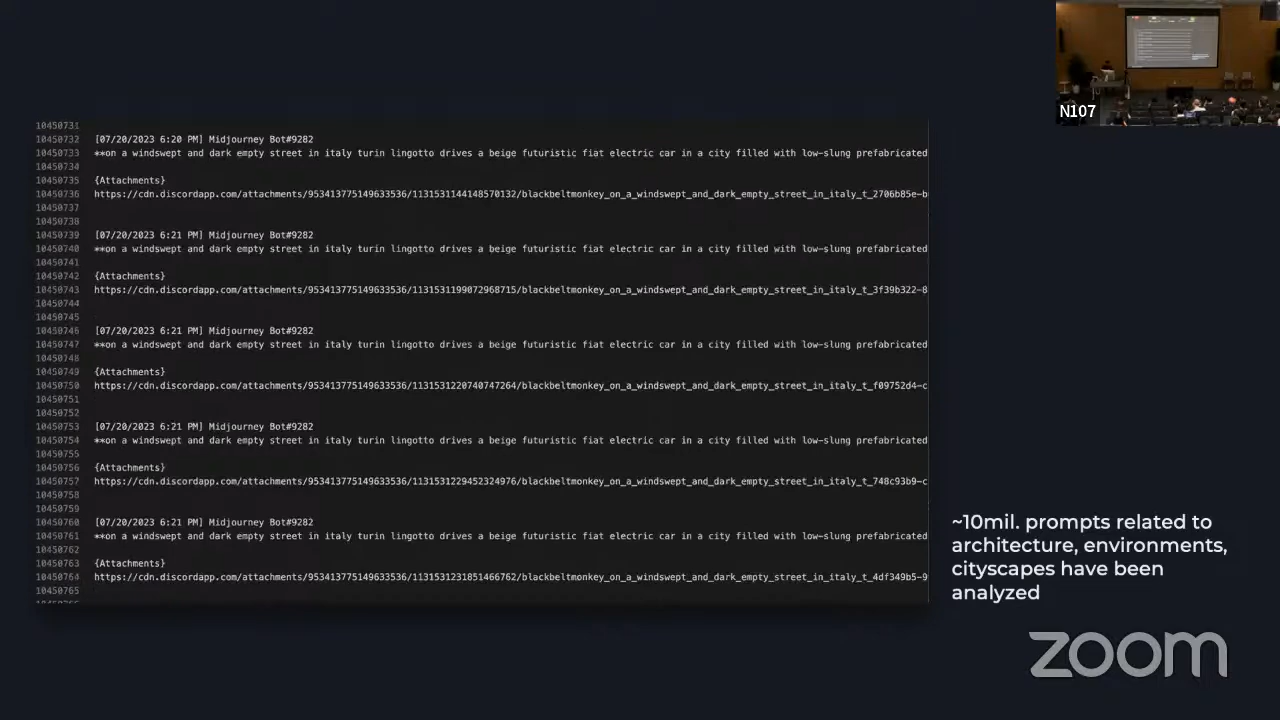 N107
10450731
10450732 [07/20/2023 6:20 PM] Midjourney Bot#9282
10450733 **on a windswept and dark empty street in italy turin lingotto drives a beige futuristic fiat electric car in a city filled with low-slung prefabricated
10450734
10450735 {Attachments}
10450736 https://cdn.discordapp.com/attachments/953413775149633536/1131531144148570132/blackbeltmonkey_on_a_windswept_and_dark_empty_street_in_italy_t_2706b85e-b
10450737
10450738
10450739 [07/20/2023 6:21 PM] Midjourney Bot#9282
10450740 **on a windswept and dark empty street in italy turin lingotto drives a beige futuristic fiat electric car in a city filled with low-slung prefabricated
10450741
10450742 {Attachments}
10450743 https://cdn.discordapp.com/attachments/953413775149633536/1131531199072968715/blackbeltmonkey_on_a_windswept_and_dark_empty_street_in_italy_t_3f39b322-8
10450744
10450745
10450746 [07/20/2023 6:21 PM] Midjourney Bot#9282
10450747 **on a windswept and dark empty street in italy turin lingotto drives a beige futuristic fiat electric car in a city filled with low-slung prefabricated
10450748
10450749 {Attachments}
10450750 https://cdn.discordapp.com/attachments/953413775149633536/1131531220740747264/blackbeltmonkey_on_a_windswept_and_dark_empty_street_in_italy_t_f09752d4-c
10450751
10450752
10450753 [07/20/2023 6:21 PM] Midjourney Bot#9282
10450754 **on a windswept and dark empty street in italy turin lingotto drives a beige futuristic fiat electric car in a city filled with low-slung prefabricated
10450755
10450756 {Attachments}
10450757 https://cdn.discordapp.com/attachments/953413775149633536/1131531229452324976/blackbeltmonkey_on_a_windswept_and_dark_empty_street_in_italy_t_748c93b9-c
10450758
10450759
10450760 [07/20/2023 6:21 PM] Midjourney Bot#9282
10450761 **on a windswept and dark empty street in italy turin lingotto drives a beige futuristic fiat electric car in a city filled with low-slung prefabricated
10450762
10450763 {Attachments}
10450764 https://cdn.discordapp.com/attachments/953413775149633536/1131531231851466762/blackbeltmonkey_on_a_windswept_and_dark_empty_street_in_italy_t_4df349b5-9
10450765
~10mil. prompts related to
architecture, environments,
cityscapes have been
analyzed
zoom